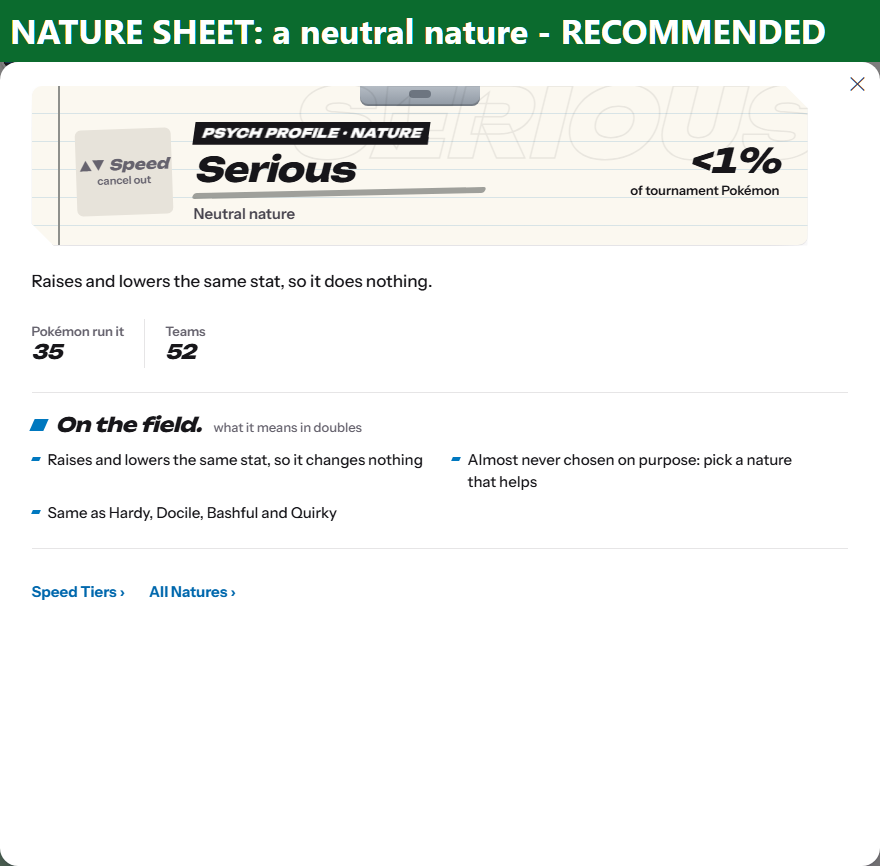 NATURE SHEET: a neutral nature - RECOMMENDED
SERIOUS
PSYCH PROFILE · NATURE
▲▼ Speed
cancel out
Serious
Neutral nature
<1%
of tournament Pokémon
Raises and lowers the same stat, so it does nothing.
Pokémon run it
35
Teams
52
On the field. what it means in doubles
Raises and lowers the same stat, so it changes nothing
Almost never chosen on purpose: pick a nature
that helps
Same as Hardy, Docile, Bashful and Quirky
Speed Tiers ›
All Natures ›